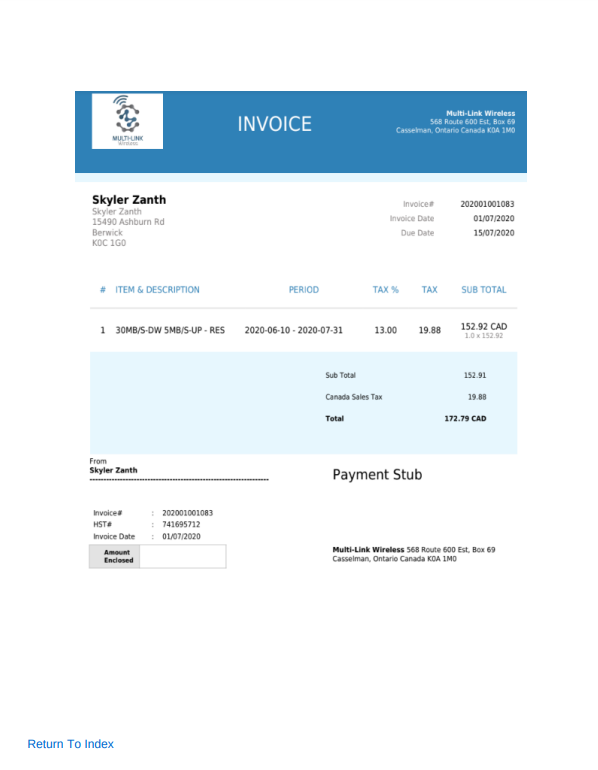 MULTI-LINK
Wireless
INVOICE
Multi-Link Wireless
568 Route 600 Est, Box 69
Casselman, Ontario Canada K0A 1M0
Skyler Zanth
Skyler Zanth
15490 Ashburn Rd
Berwick
K0C 1G0
Invoice# 202001001083
Invoice Date 01/07/2020
Due Date 15/07/2020
# ITEM & DESCRIPTION PERIOD TAX % TAX SUB TOTAL
1 30MB/S-DW 5MB/S-UP - RES 2020-06-10 - 2020-07-31 13.00 19.88 152.92 CAD
1.0 x 152.92
Sub Total 152.91
Canada Sales Tax 19.88
Total 172.79 CAD
From
Skyler Zanth
Payment Stub
Invoice# : 202001001083
HST# : 741695712
Invoice Date : 01/07/2020
Amount
Enclosed
Multi-Link Wireless 568 Route 600 Est, Box 69
Casselman, Ontario Canada K0A 1M0
Return To Index